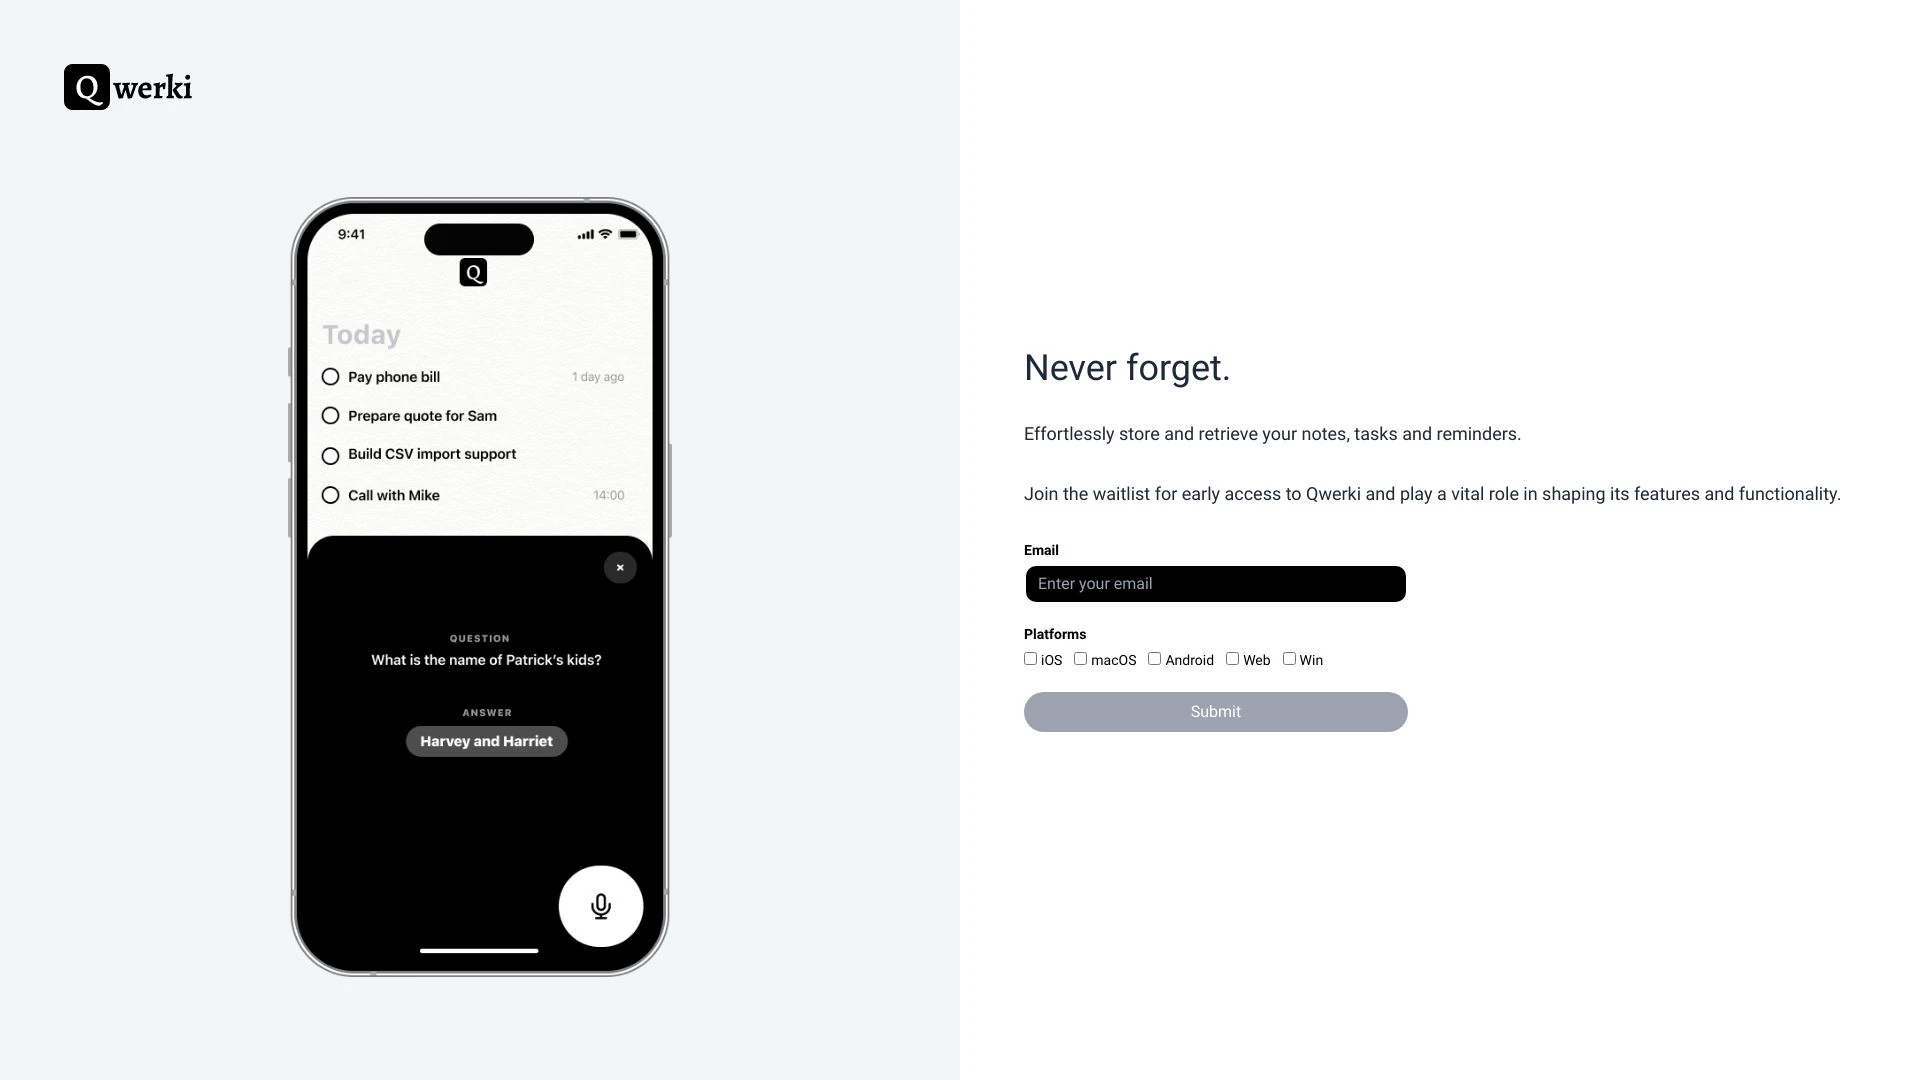 Qwerki
9:41
Q
Today
Pay phone bill 1 day ago
Prepare quote for Sam
Build CSV import support
Call with Mike 14:00
QUESTION
What is the name of Patrick’s kids?
ANSWER
Harvey and Harriet
Never forget.
Effortlessly store and retrieve your notes, tasks and reminders.
Join the waitlist for early access to Qwerki and play a vital role in shaping its features and functionality.
Email
Enter your email
Platforms
iOS macOS Android Web Win
Submit